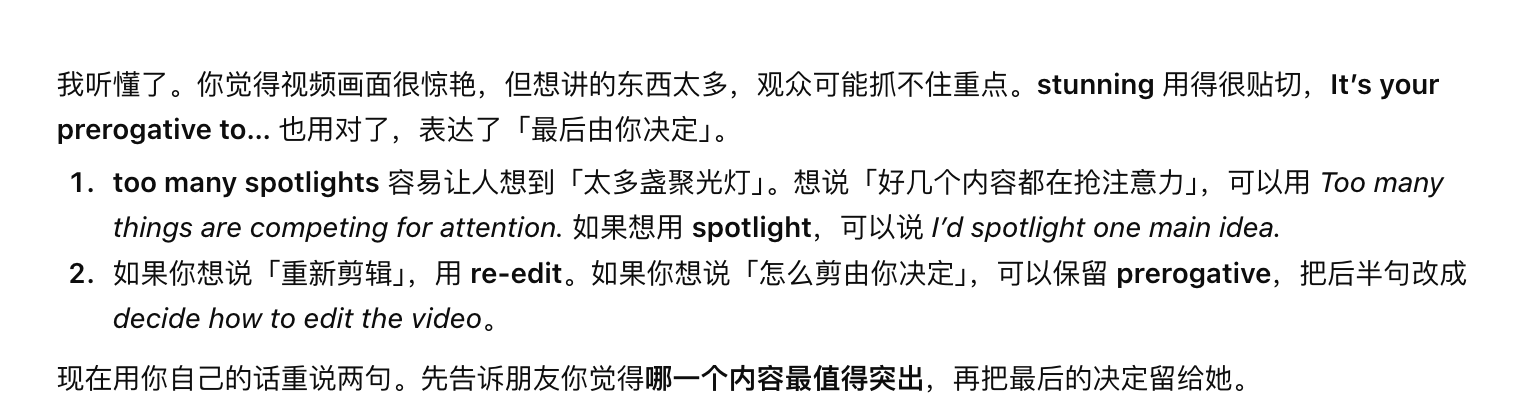 我听懂了。你觉得视频画面很惊艳，但想讲的东西太多，观众可能抓不住重点。stunning 用得很贴切，It’s your
prerogative to... 也用对了，表达了「最后由你决定」。
1. too many spotlights 容易让人想到「太多盏聚光灯」。想说「好几个内容都在抢注意力」，可以用 Too many
things are competing for attention. 如果想用 spotlight，可以说 I’d spotlight one main idea.
2. 如果你想说「重新剪辑」，用 re-edit。如果你想说「怎么剪由你决定」，可以保留 prerogative，把后半句改成
decide how to edit the video。
现在用你自己的话重说两句。先告诉朋友你觉得哪一个内容最值得突出，再把最后的决定留给她。